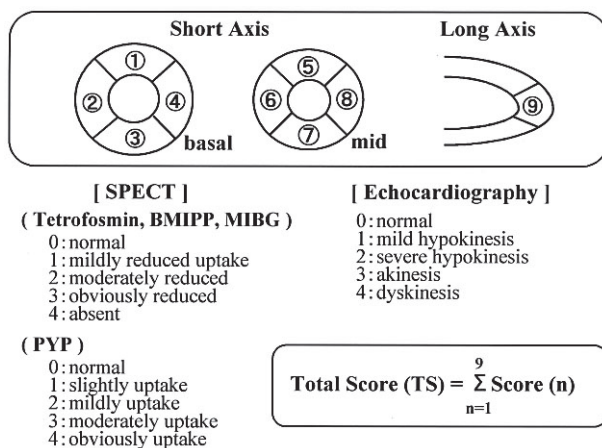 Short Axis Long Axis
① ② ③ ④ basal
⑤ ⑥ ⑦ ⑧ mid
⑨
[ SPECT ]
( Tetrofosmin, BMIPP, MIBG )
0:normal
1:mildly reduced uptake
2:moderately reduced
3:obviously reduced
4:absent
( PYP )
0:normal
1:slightly uptake
2:mildly uptake
3:moderately uptake
4:obviously uptake
[ Echocardiography ]
0:normal
1:mild hypokinesis
2:severe hypokinesis
3:akinesis
4:dyskinesis
9
Total Score (TS) = Σ Score (n)
n=1